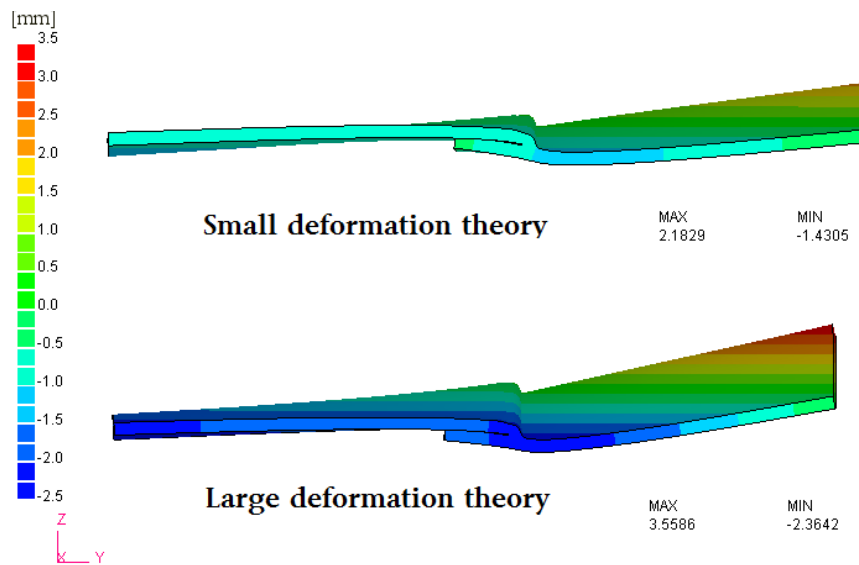 [mm]
3.5
3.0
2.5
2.0
1.5
1.0
0.5
0.0
-0.5
-1.0
-1.5
-2.0
-2.5
Small deformation theory
MAX MIN
2.1829 -1.4305
Large deformation theory
MAX MIN
3.5586 -2.3642
Z
X Y